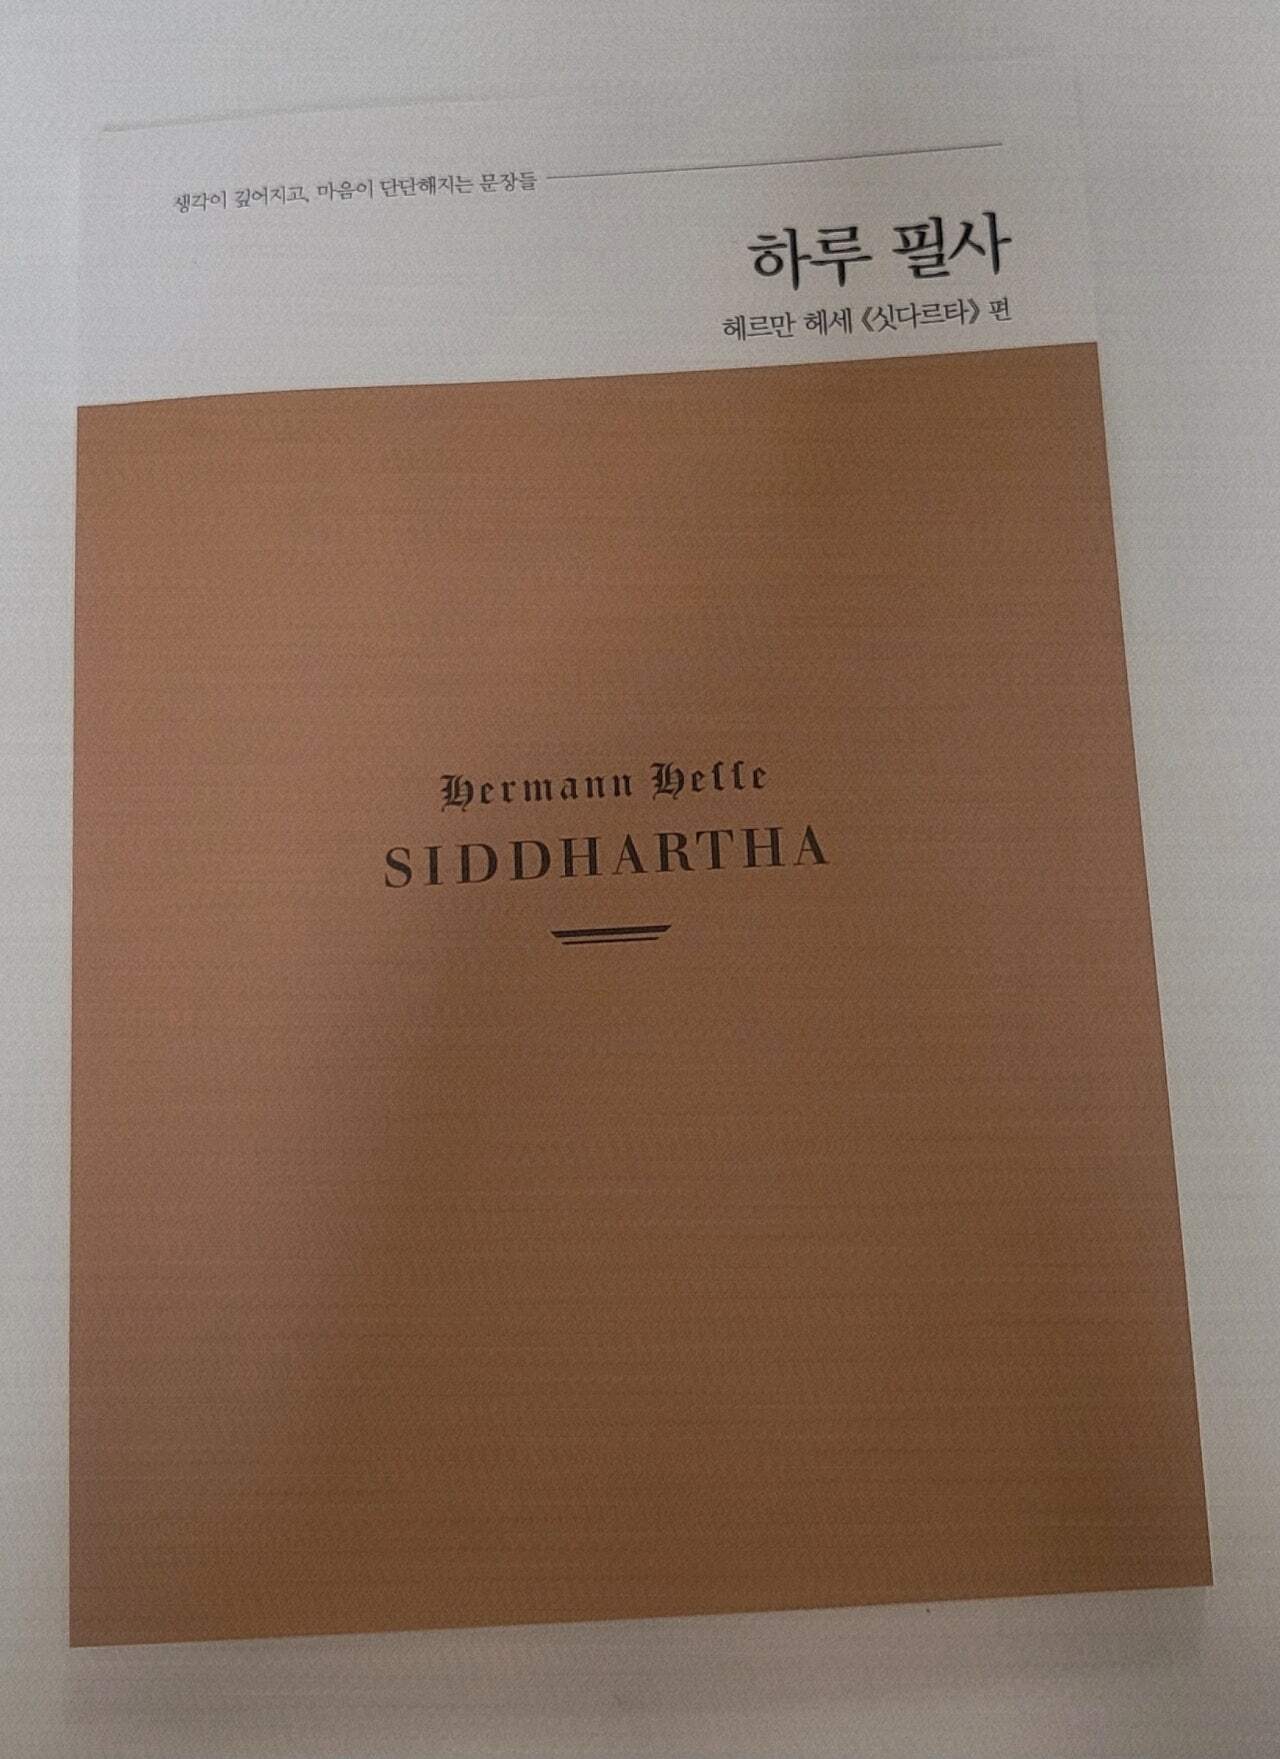 생각이 깊어지고, 마음이 단단해지는 문장들
하루 필사
헤르만 헤세 《싯다르타》 편
Hermann Heſſe
SIDDHARTHA